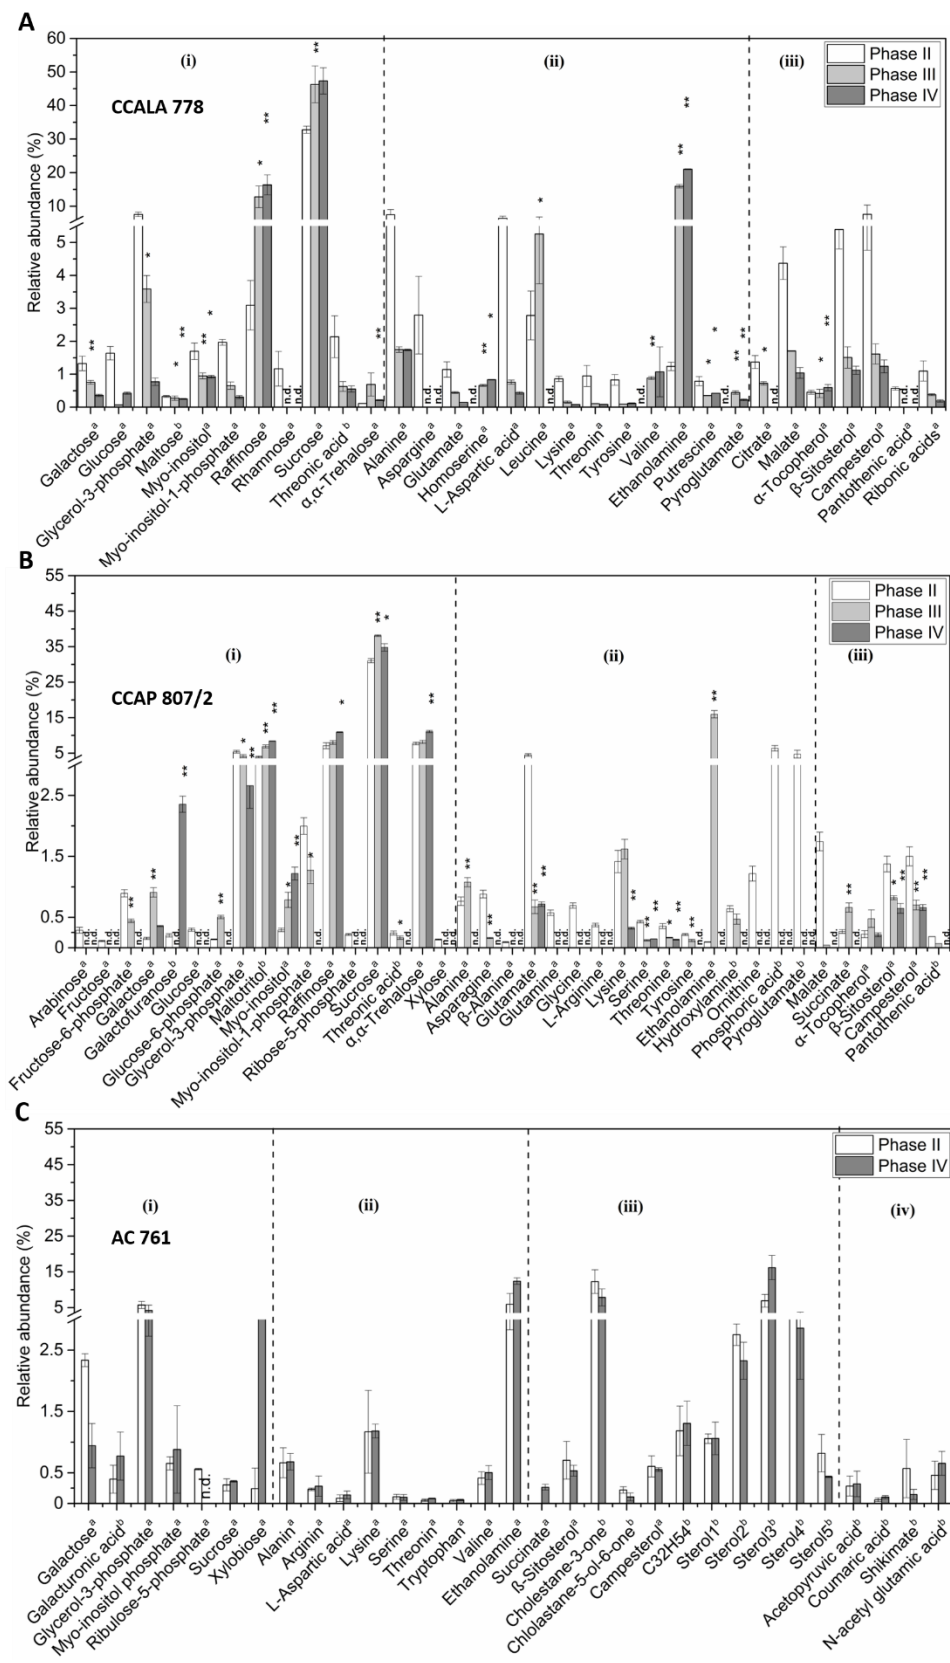 A
60
50
40
30
20
10
5
4
3
2
1
0
Relative abundance (%)
(i)
(ii)
(iii)
CCALA 778
Phase II
Phase III
Phase IV
Galactose a
Glucose a
Glycerol-3-phosphate a
Maltose b
Myo-inositol a
Myo-inositol-1-phosphate a
Raffinose a
Rhamnose a
Sucrose a
Threonic acid b
α,α- Trehalose a
Alanine a
Aspargine a
Glutamate a
Homoserine a
L-Aspartic acid a
Leucine a
Lysine a
Threonin a
Tyrosine a
Valine a
Ethanolamine a
Putrescine a
Pyroglutamate a
Citrate a
Malate a
α-Tocopherol a
β-Sitosterol a
Campesterol a
Pantothenic acid a
Ribonic acid a
B
55
45
35
25
15
5
2.5
1.5
0.5
0
Relative abundance (%)
(i)
(ii)
(iii)
CCAP 807/2
Phase II
Phase III
Phase IV
Arabinose a
Fructose a
Fructose-6-phosphate a
Galactose a
Galactofuranose b
Glucose a
Glucose-6-phosphate a
Glycerol-3-phosphate a
Maltotritol b
Myo-inositol a
Myo-inositol-1-phosphate a
Raffinose a
Ribose-5-phosphate a
Sucrose a
Threonic acid b
α,α-Trehalose a
Xylose a
Alanine a
Asparagine a
β-Alanine a
Glutamate a
Glutamine a
Glycine a
L-Arginine a
Lysine a
Serine a
Threonine a
Tyrosine a
Ethanolamine a
Hydroxylamine a
Ornithine a
Phosphoric acid b
Pyroglutamate a
Malate a
Succinate a
α-Tocopherol a
β-Sitosterol a
Campesterol a
Pantothenic acid b
C
55
45
35
25
15
5
2.5
1.5
0.5
0
Relative abundance (%)
(i)
(ii)
(iii)
(iv)
AC 761
Phase II
Phase IV
n.d.
Galactose a
Galacturonic acid b
Glycerol-3-phosphate a
Myo-inositol phosphate a
Ribulose-5-phosphate a
Sucrose a
Xylobiose a
Alanin a
Arginin a
L-Aspartic acid a
Lysine a
Serine a
Threonin a
Tryptophan a
Valine a
Ethanolamine a
Succinate a
ß-Sitosterol a
Cholestane-3-one b
Chlolastane-5-ol-6-one b
Campesterol a
C32H54 b
Sterol1 b
Sterol2 b
Sterol3 b
Sterol4 b
Sterol5 b
Acetopyruvic acid b
Coumaric acid b
Shikimate b
N-acetyl glutamic acid b